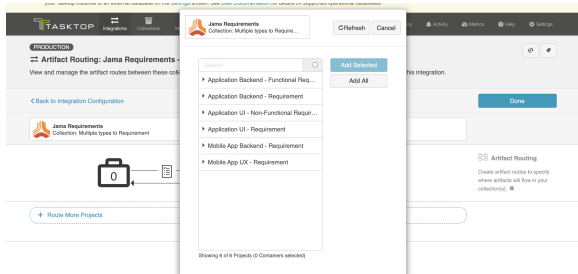 your Tasktop instance to an external database on the Settings screen. See User Documentation for details on supported operational databases.
TASKTOP
Integrations
Collections
Activity
Metrics
Help
Settings
Jama Requirements
Collection: Multiple types to Require...
Refresh
Cancel
PRODUCTION
Artifact Routing: Jama Requirements -
View and manage the artifact routes between these colle
his integration.
Search
Add Selected
Add All
Application Backend - Functional Req...
Application Backend - Requirement
Application UI - Non-Functional Requir...
Application UI - Requirement
Mobile App Backend - Requirement
Mobile App UX - Requirement
Showing 6 of 6 Projects (0 Containers selected)
Back to Integration Configuration
Done
Jama Requirements
Collection: Multiple types to Requirement
0
Artifact Routing
Create artifact routes to specify
where artifacts will flow in your
collection(s).
+ Route More Projects